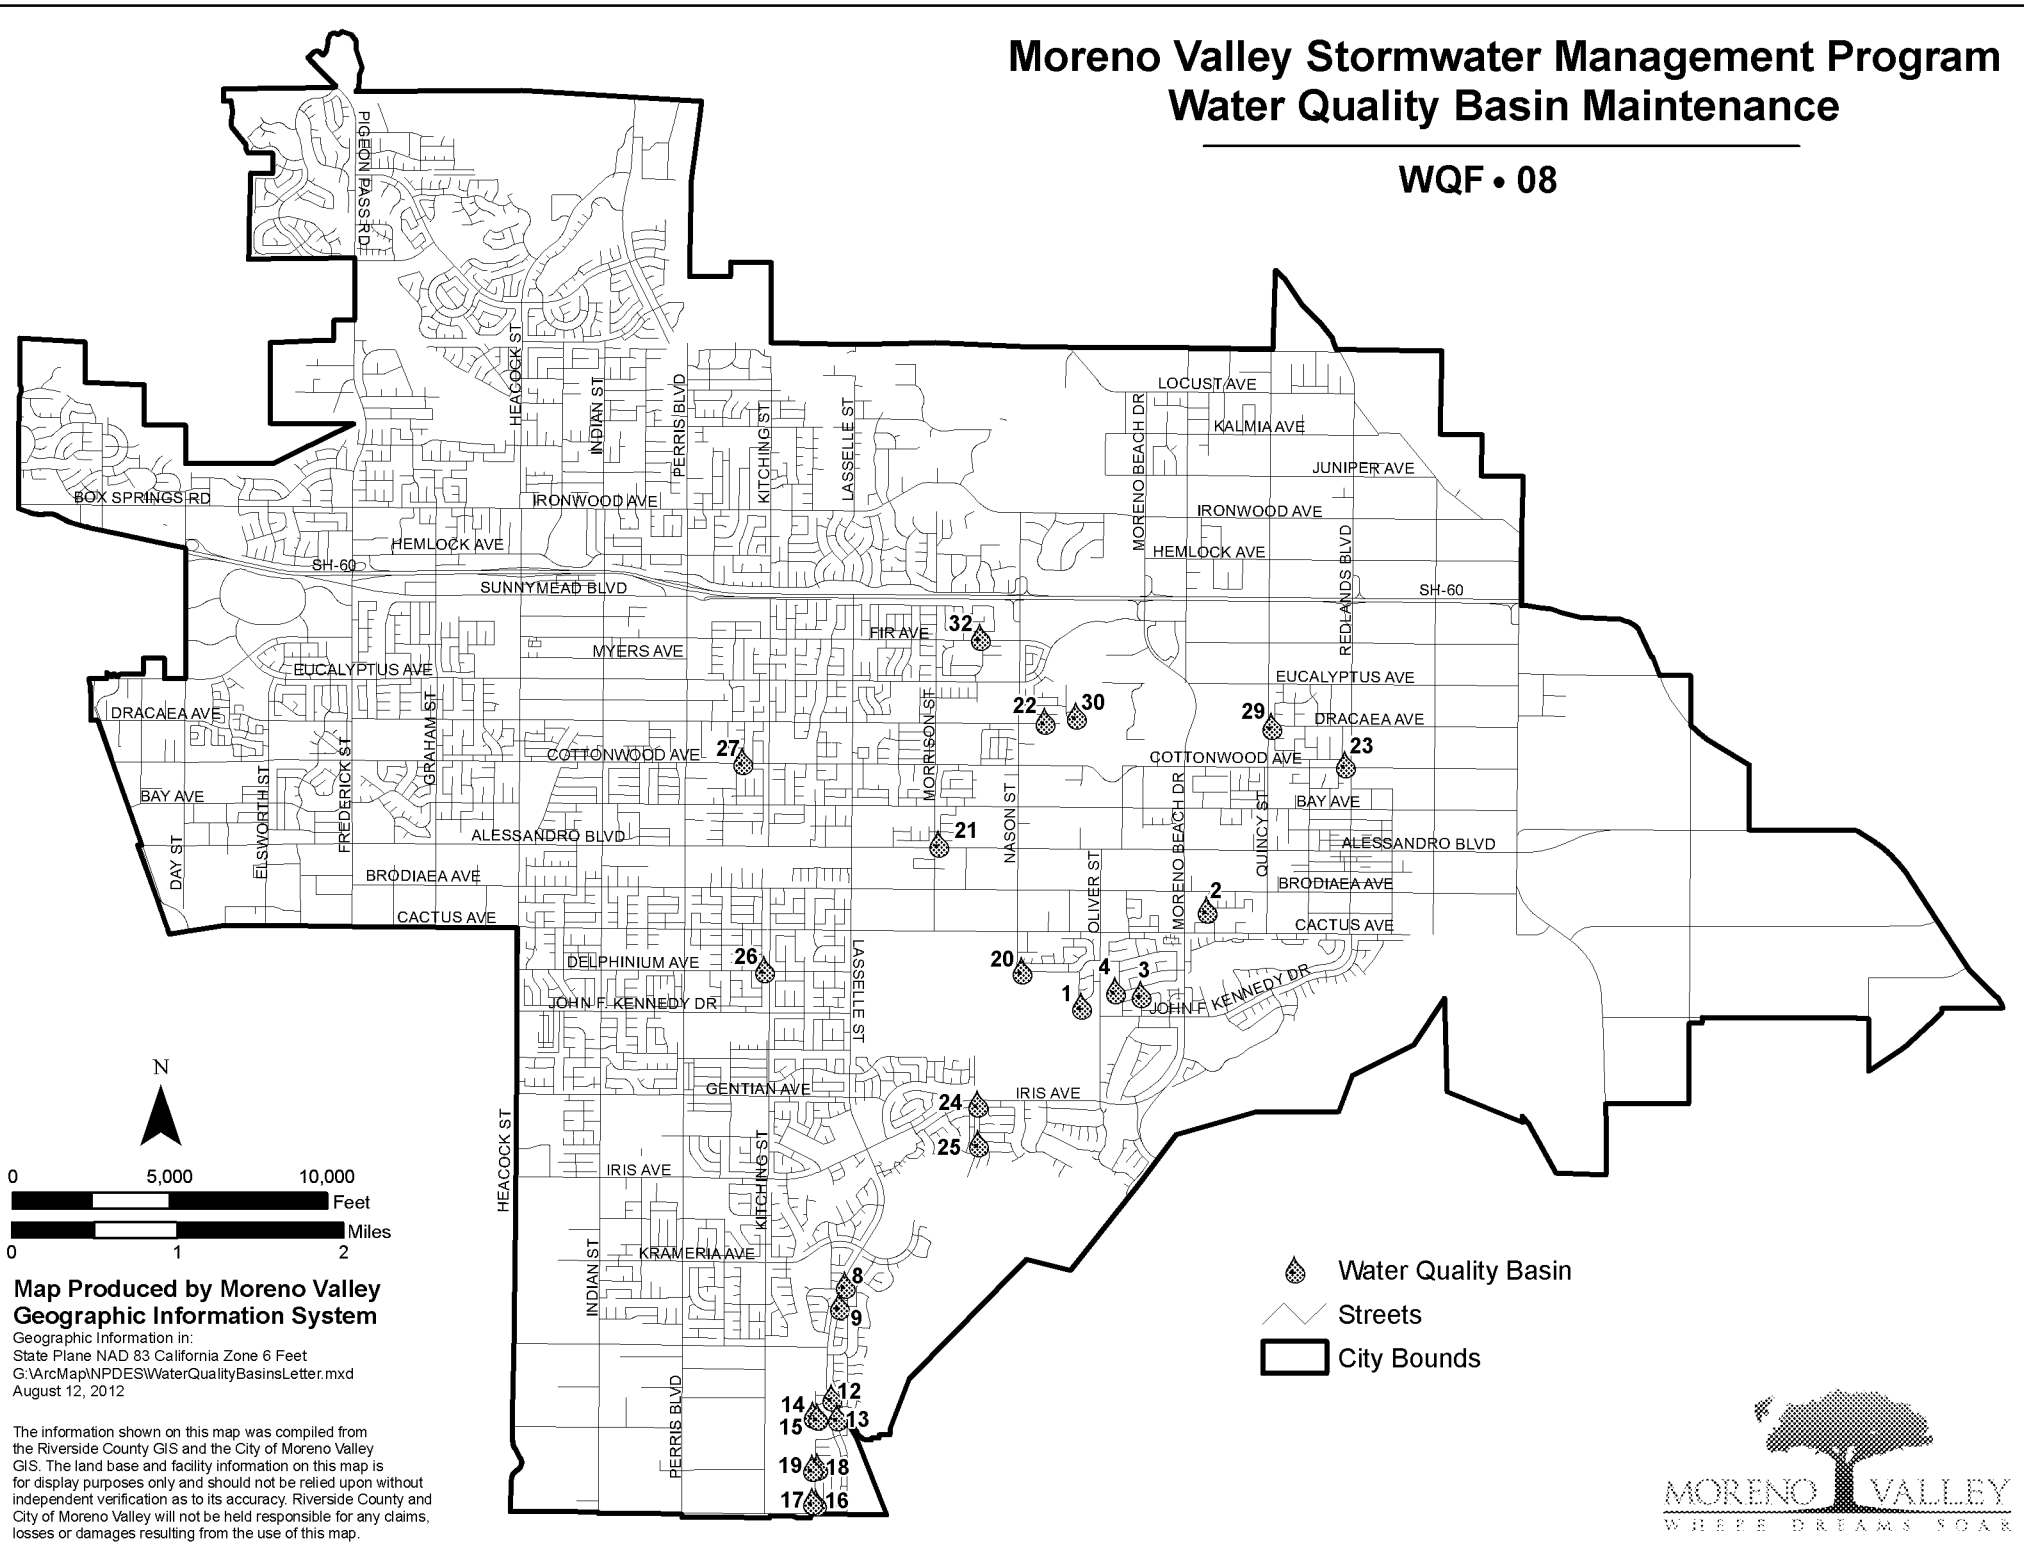 Moreno Valley Stormwater Management Program
Water Quality Basin Maintenance
WQF • 08
PIGEON PASS RD
HEACOCK ST
INDIAN ST
PERRIS BLVD
KITCHING ST
LASSELLE ST
MORENO BEACH DR
LOCUST AVE
KALMIA AVE
JUNIPER AVE
BOX SPRINGS RD
IRONWOOD AVE
IRONWOOD AVE
HEMLOCK AVE
HEMLOCK AVE
REDLANDS BLVD
SH-60
SUNNYMEAD BLVD
SH-60
32
FIR AVE
MYERS AVE
EUCALYPTUS AVE
EUCALYPTUS AVE
GRAHAM ST
MORRISON ST
22
30
29
DRACAEA AVE
DRACAEA AVE
FREDERICK ST
27
COTTONWOOD AVE
COTTONWOOD AVE
23
ELSWORTH ST
BAY AVE
BAY AVE
NASON ST
MORENO BEACH DR
QUINCY ST
DAY ST
ALESSANDRO BLVD
21
ALESSANDRO BLVD
OLIVER ST
BRODIAEA AVE
BRODIAEA AVE
2
CACTUS AVE
CACTUS AVE
LASSELLE ST
DELPHINIUM AVE
26
20
4
3
1
JOHN F. KENNEDY DR
JOHN F KENNEDY DR
N
GENTIAN AVE
24
IRIS AVE
HEACOCK ST
KITCHING ST
25
IRIS AVE
0
5,000
10,000
Feet
Miles
0
1
2
INDIAN ST
KRAMERIA AVE
8
9
Map Produced by Moreno Valley
Geographic Information System
Geographic Information in:
State Plane NAD 83 California Zone 6 Feet
G:\ArcMap\NPDES\WaterQualityBasinsLetter.mxd
August 12, 2012
Water Quality Basin
Streets
City Bounds
PERRIS BLVD
12
14
15
13
19
18
17
16
The information shown on this map was compiled from
the Riverside County GIS and the City of Moreno Valley
GIS. The land base and facility information on this map is
for display purposes only and should not be relied upon without
independent verification as to its accuracy. Riverside County and
City of Moreno Valley will not be held responsible for any claims,
losses or damages resulting from the use of this map.
MORENO VALLEY
WHERE DREAMS SOAR